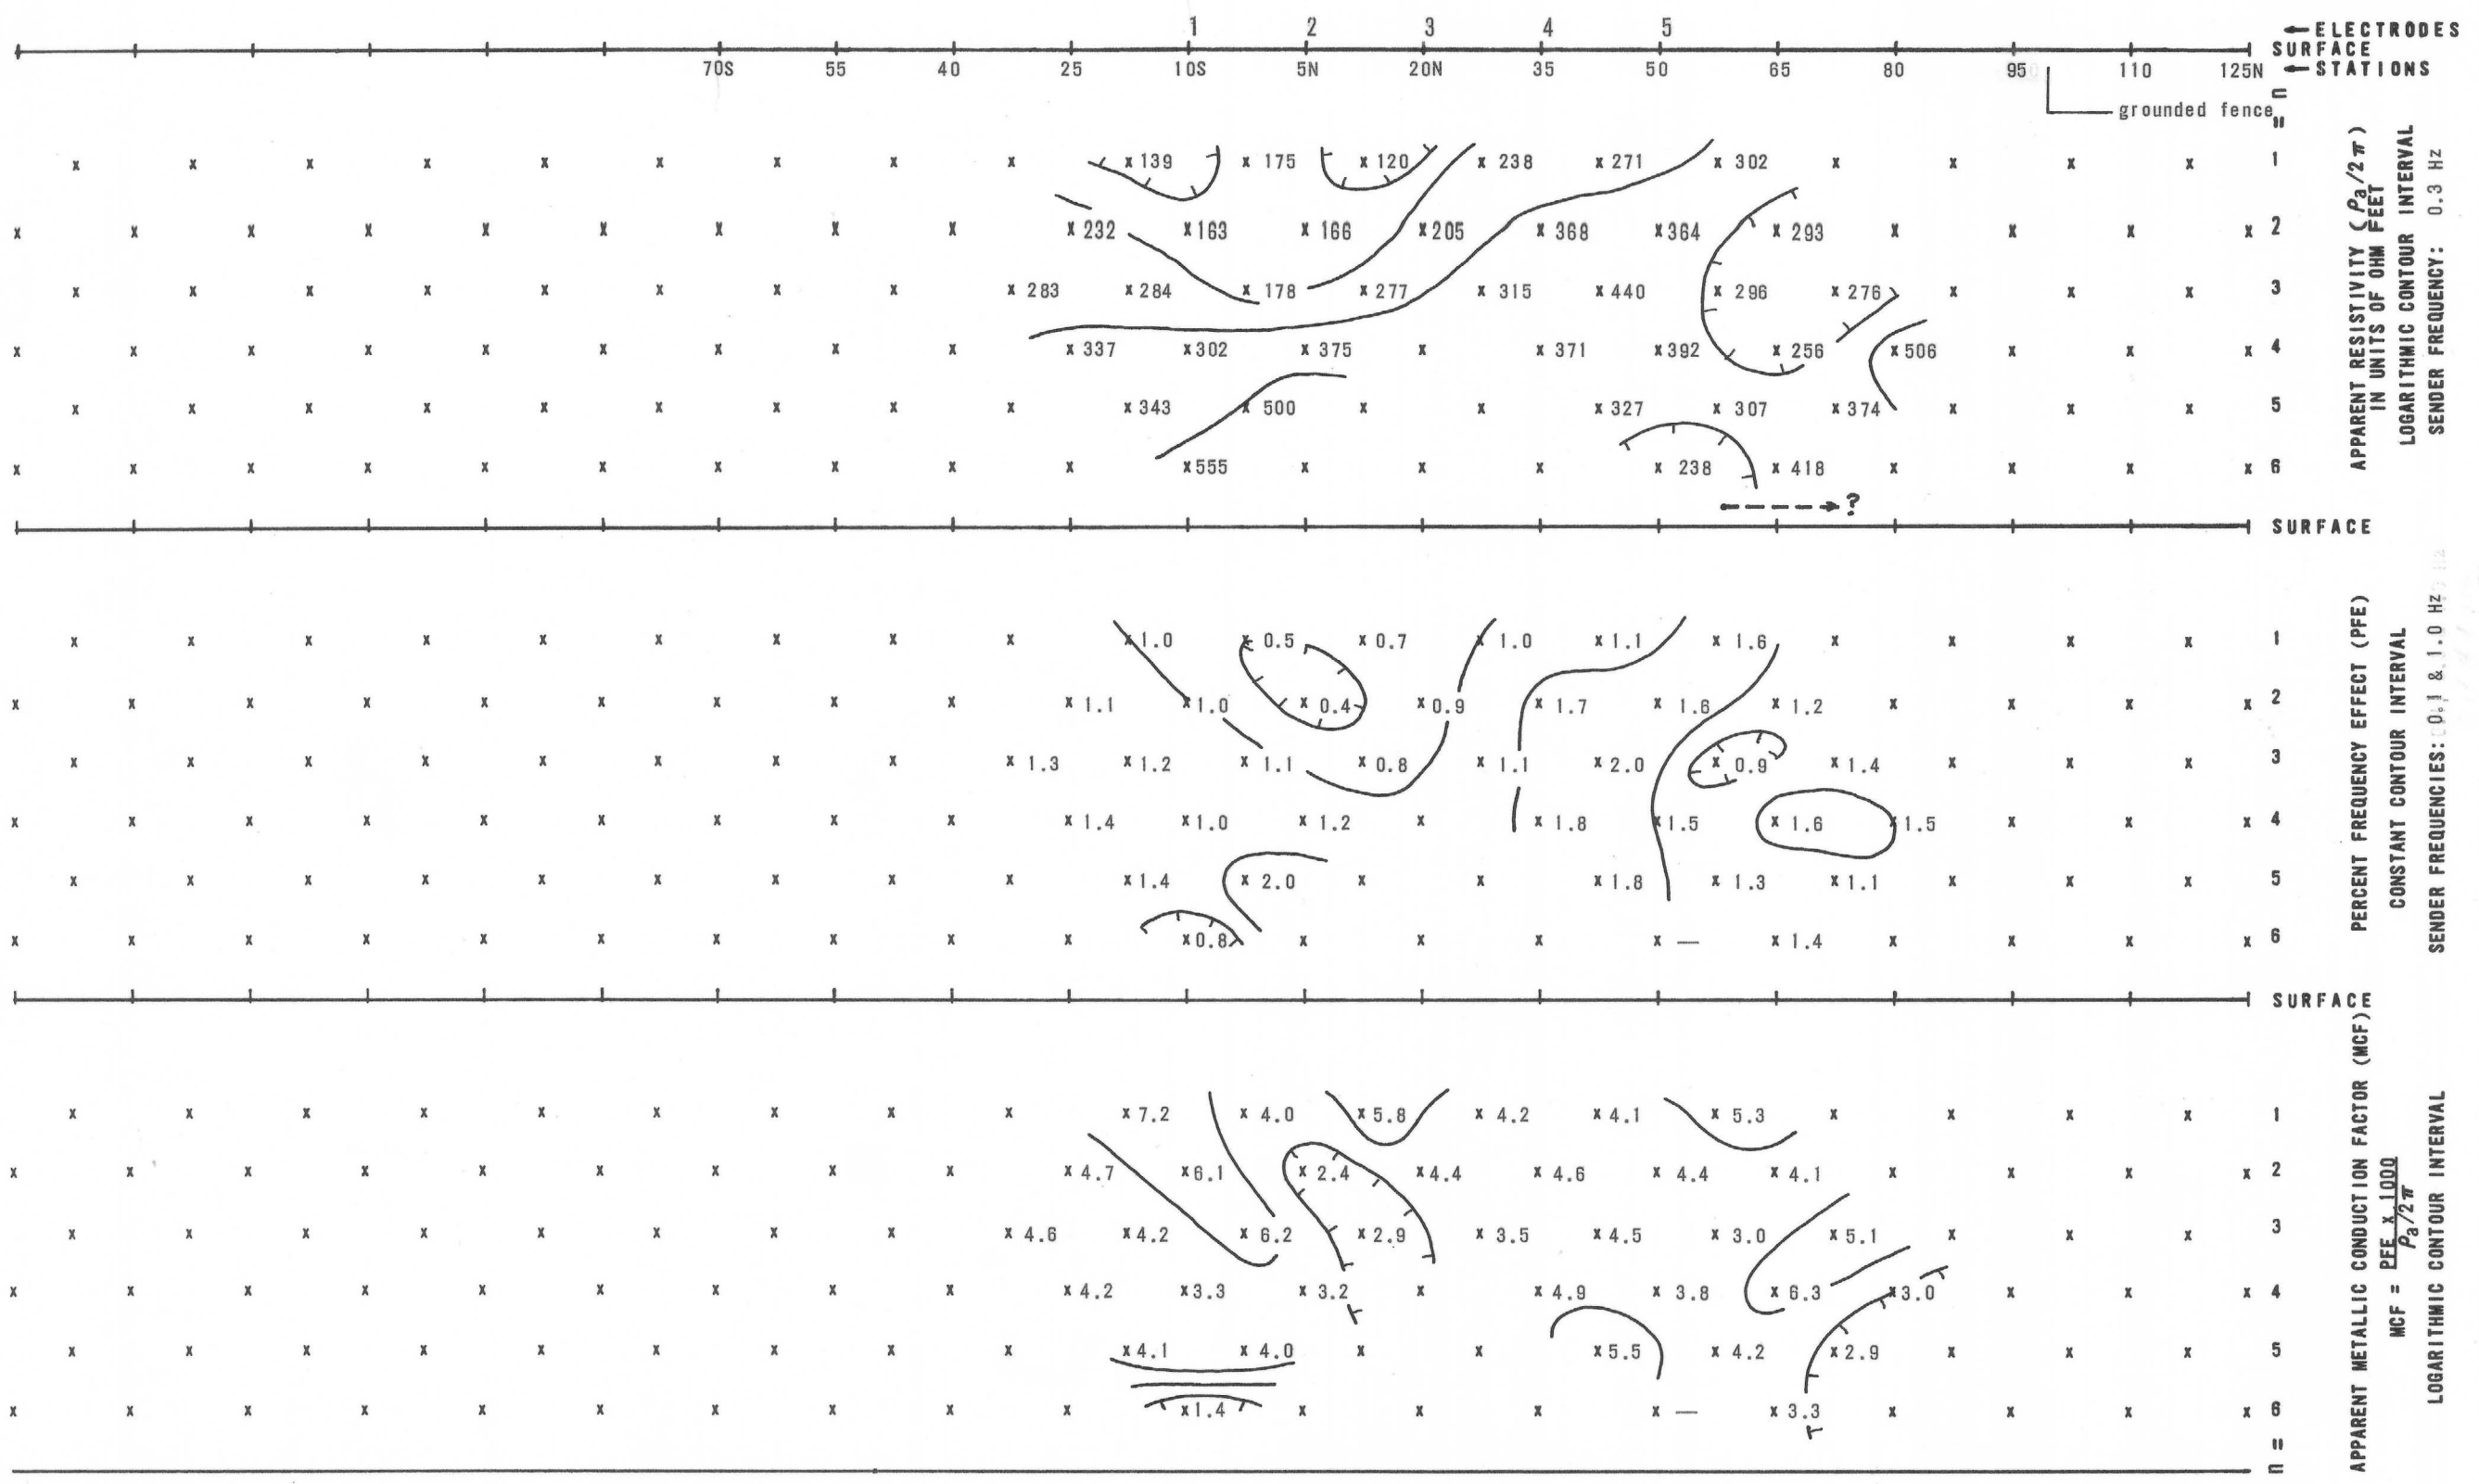 1 2 3 4 5 ← ELECTRODES
SURFACE
70S 55 40 25 10S 5N 20N 35 50 65 80 95 110 125N ← STATIONS
grounded fence
n =
x 139 x 175 x 120 x 238 x 271 x 302 1
x 232 x 163 x 166 x 205 x 368 x 364 x 293 2
x 283 x 284 x 178 x 277 x 315 x 440 x 296 x 276 3
x 337 x 302 x 375 x x 371 x 392 x 256 x 506 4
x 343 x 500 x x x 327 x 307 x 374 5
x 555 x x x x 238 x 418 6
?
APPARENT RESISTIVITY (ρa/2π)
IN UNITS OF OHM FEET
LOGARITHMIC CONTOUR INTERVAL
SENDER FREQUENCY: 0.3 Hz
SURFACE
x 1.0 x 0.5 x 0.7 x 1.0 x 1.1 x 1.6 1
x 1.1 x 1.0 x 0.4 x 0.9 x 1.7 x 1.6 x 1.2 2
x 1.3 x 1.2 x 1.1 x 0.8 x 1.1 x 2.0 x 0.9 x 1.4 3
x 1.4 x 1.0 x 1.2 x x 1.8 x 1.5 x 1.6 x 1.5 4
x 1.4 x 2.0 x x x 1.8 x 1.3 x 1.1 5
x 0.8 x x x x — x 1.4 6
PERCENT FREQUENCY EFFECT (PFE)
CONSTANT CONTOUR INTERVAL
SENDER FREQUENCIES: 0.1 & 1.0 Hz
SURFACE
x 7.2 x 4.0 x 5.8 x 4.2 x 4.1 x 5.3 1
x 4.7 x 6.1 x 2.4 x 4.4 x 4.6 x 4.4 x 4.1 2
x 4.6 x 4.2 x 6.2 x 2.9 x 3.5 x 4.5 x 3.0 x 5.1 3
x 4.2 x 3.3 x 3.2 x x 4.9 x 3.8 x 6.3 x 3.0 4
x 4.1 x 4.0 x x x 5.5 x 4.2 x 2.9 5
x 1.4 x x x x — x 3.3 6
n =
APPARENT METALLIC CONDUCTION FACTOR (MCF)
MCF = PFE X 1000
ρa/2π
LOGARITHMIC CONTOUR INTERVAL